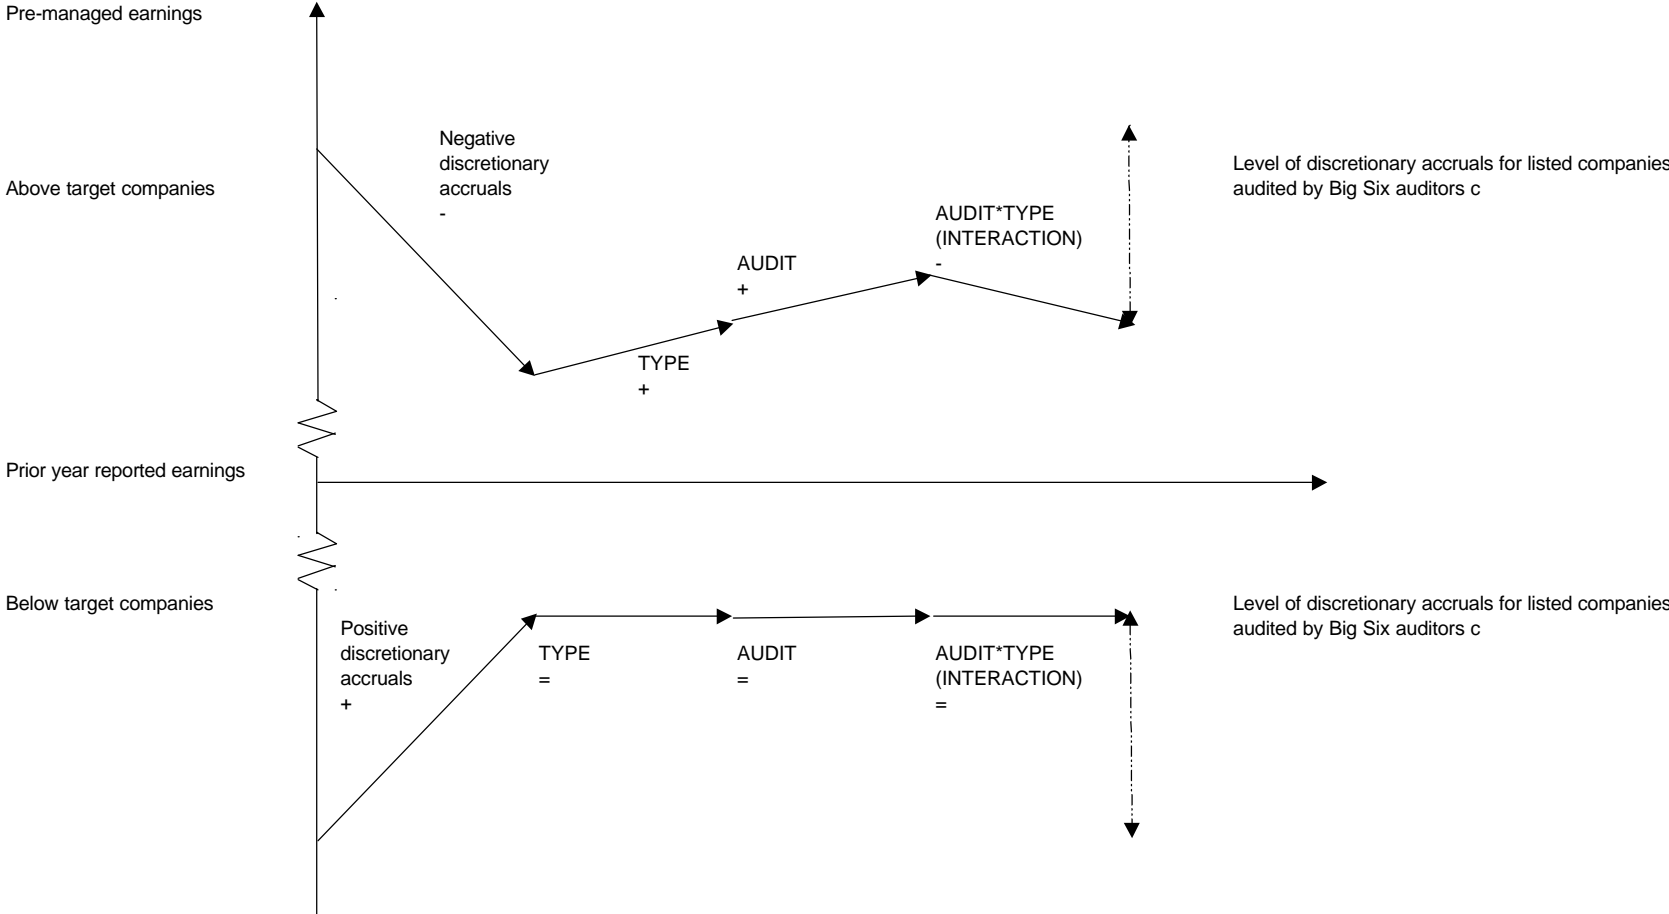 Pre-managed earnings
Negative
discretionary
accruals
-
Above target companies
Level of discretionary accruals for listed companies
audited by Big Six auditors c
AUDIT*TYPE
(INTERACTION)
-
AUDIT
+
TYPE
+
Prior year reported earnings
Below target companies
Level of discretionary accruals for listed companies
audited by Big Six auditors c
Positive
discretionary
accruals
+
TYPE
=
AUDIT
=
AUDIT*TYPE
(INTERACTION)
=